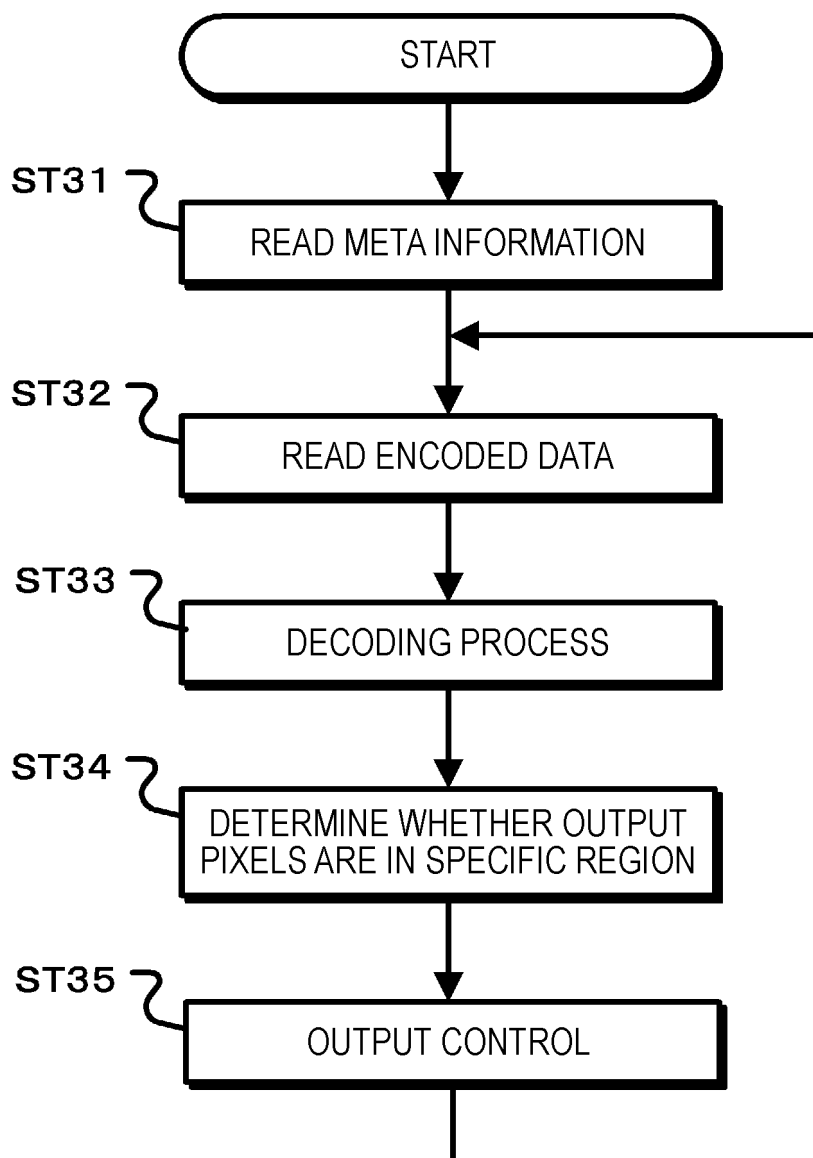 START
ST31
READ META INFORMATION
ST32
READ ENCODED DATA
ST33
DECODING PROCESS
ST34
DETERMINE WHETHER OUTPUT
PIXELS ARE IN SPECIFIC REGION
ST35
OUTPUT CONTROL